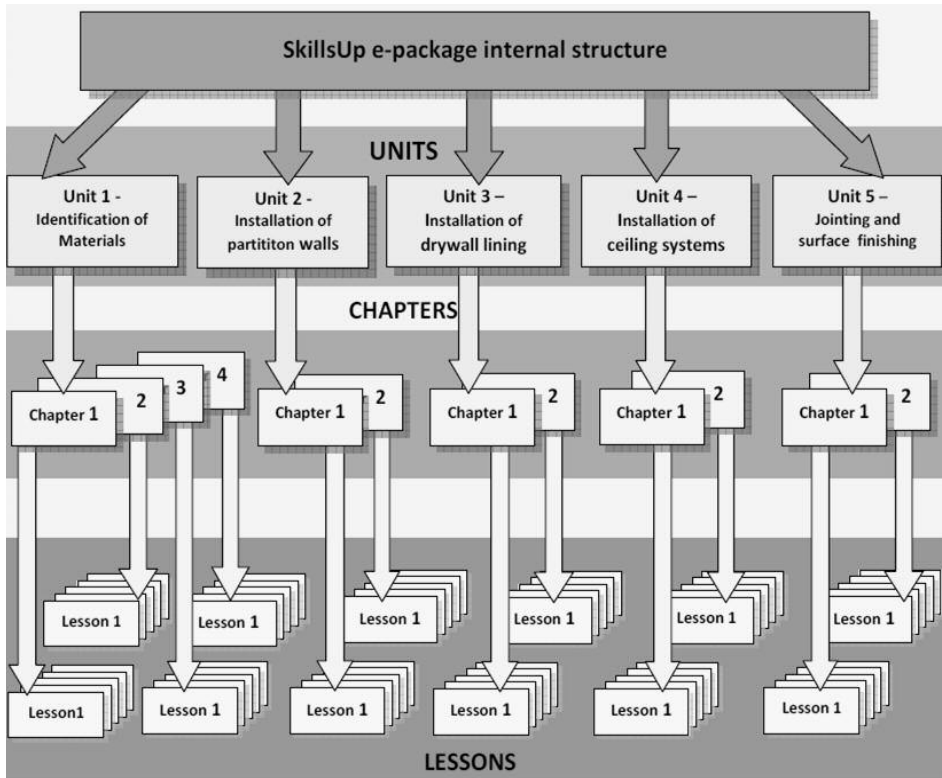 SkillsUp e-package internal structure
UNITS
Unit 1 -
Identification of
Materials
Unit 2 -
Installation of
partititon walls
Unit 3 –
Installation of
drywall lining
Unit 4 –
Installation of
ceiling systems
Unit 5 –
Jointing and
surface finishing
CHAPTERS
Chapter 1
2
3
4
Chapter 1
2
Chapter 1
2
Chapter 1
2
Chapter 1
2
Lesson 1
Lesson 1
Lesson 1
Lesson 1
Lesson 1
Lesson 1
Lesson1
Lesson 1
Lesson 1
Lesson 1
Lesson 1
Lesson 1
LESSONS